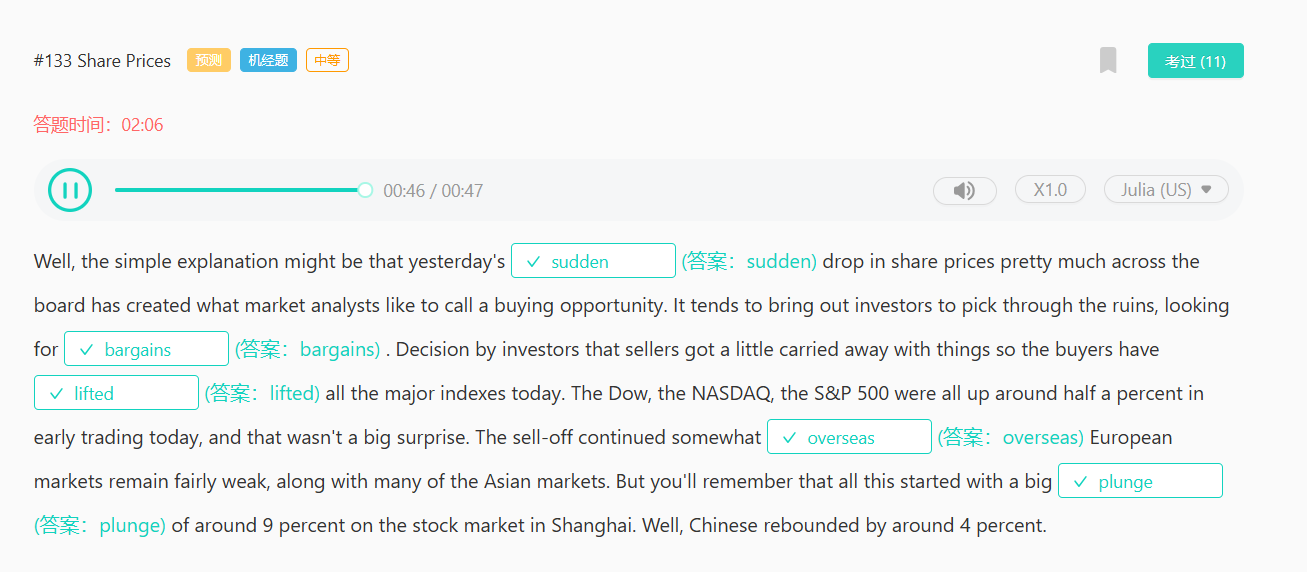 #133 Share Prices 预测 机经题 中等 考过 (11)
答题时间：02:06
00:46 / 00:47 X1.0 Julia (US)
Well, the simple explanation might be that yesterday's sudden (答案：sudden) drop in share prices pretty much across the
board has created what market analysts like to call a buying opportunity. It tends to bring out investors to pick through the ruins, looking
for bargains (答案：bargains) . Decision by investors that sellers got a little carried away with things so the buyers have
lifted (答案：lifted) all the major indexes today. The Dow, the NASDAQ, the S&P 500 were all up around half a percent in
early trading today, and that wasn't a big surprise. The sell-off continued somewhat overseas (答案：overseas) European
markets remain fairly weak, along with many of the Asian markets. But you'll remember that all this started with a big plunge
(答案：plunge) of around 9 percent on the stock market in Shanghai. Well, Chinese rebounded by around 4 percent.